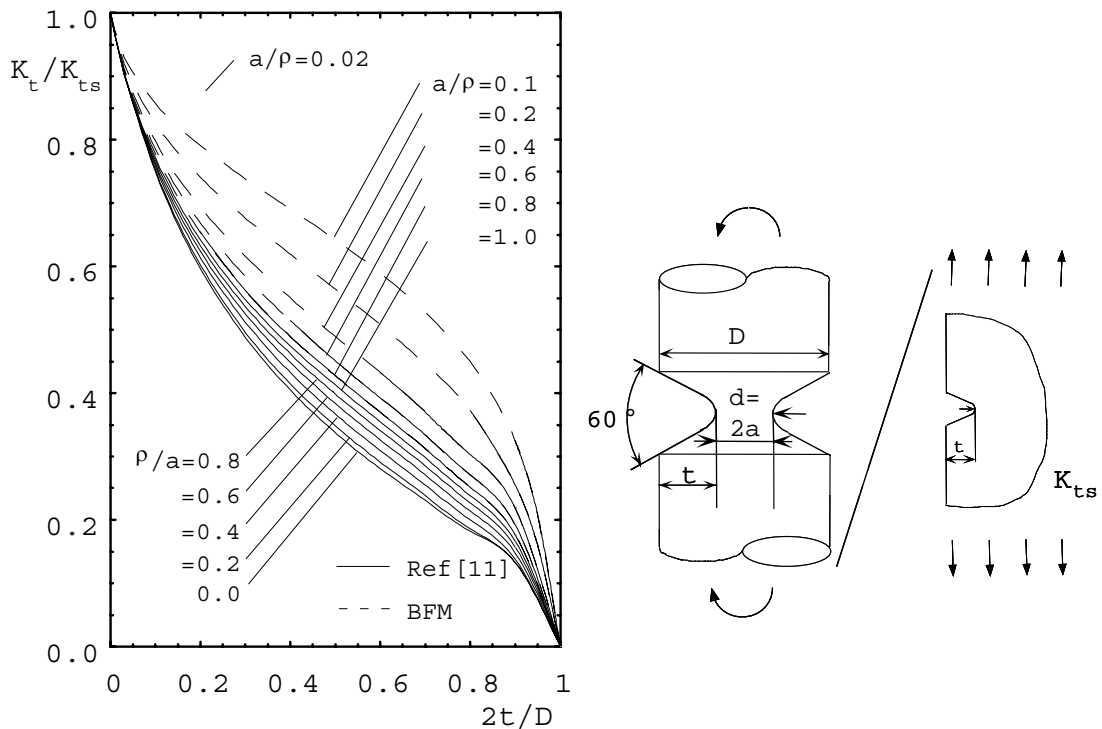 1.0
K_t/K_ts
0.8
0.6
0.4
0.2
0.0
0 0.2 0.4 0.6 0.8 1
2t/D
a/ρ=0.02
a/ρ=0.1
=0.2
=0.4
=0.6
=0.8
=1.0
ρ/a=0.8
=0.6
=0.4
=0.2
0.0
Ref[11]
BFM
D
60°
d=
2a
t
t
K_ts